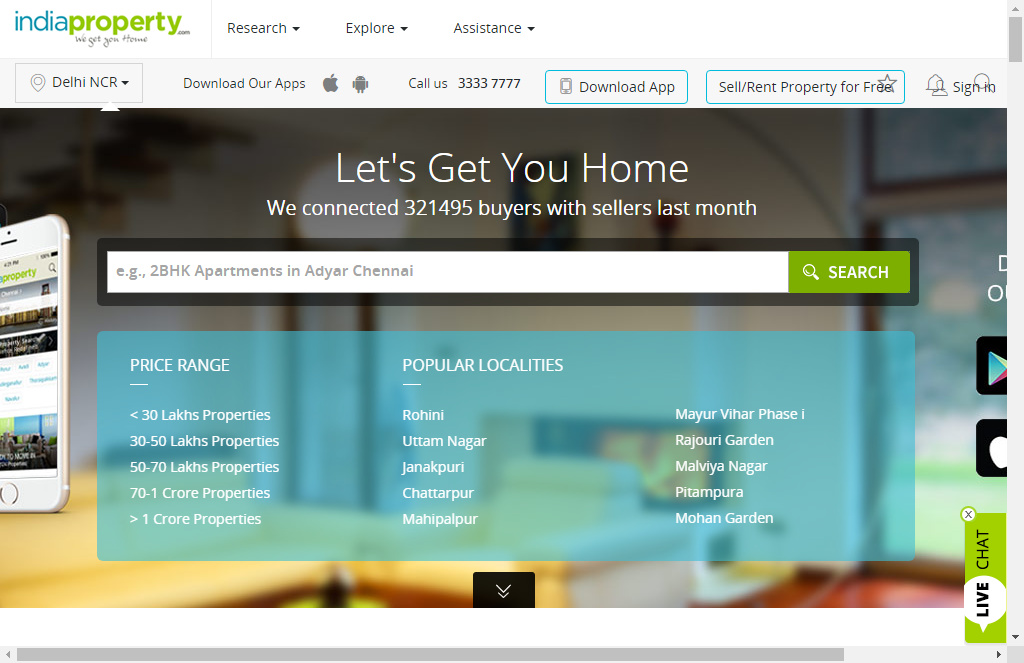 indiaproperty.com
We get you Home
Research
Explore
Assistance
Delhi NCR
Download Our Apps
Call us 3333 7777
Download App
Sell/Rent Property for Free
Sign in
Let's Get You Home
We connected 321495 buyers with sellers last month
e.g., 2BHK Apartments in Adyar Chennai
SEARCH
PRICE RANGE
< 30 Lakhs Properties
30-50 Lakhs Properties
50-70 Lakhs Properties
70-1 Crore Properties
> 1 Crore Properties
POPULAR LOCALITIES
Rohini
Uttam Nagar
Janakpuri
Chattarpur
Mahipalpur
Mayur Vihar Phase i
Rajouri Garden
Malviya Nagar
Pitampura
Mohan Garden
LIVE CHAT